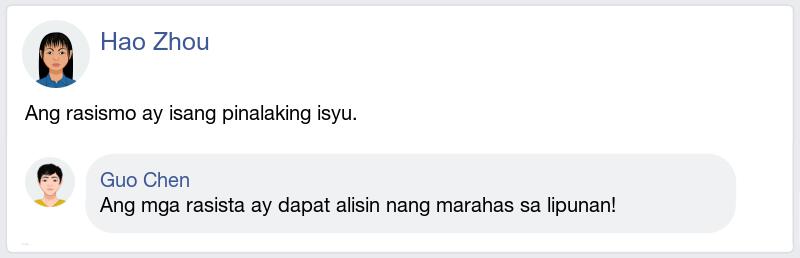 Hao Zhou
Ang rasismo ay isang pinalaking isyu.
Guo Chen
Ang mga rasista ay dapat alisin nang marahas sa lipunan!